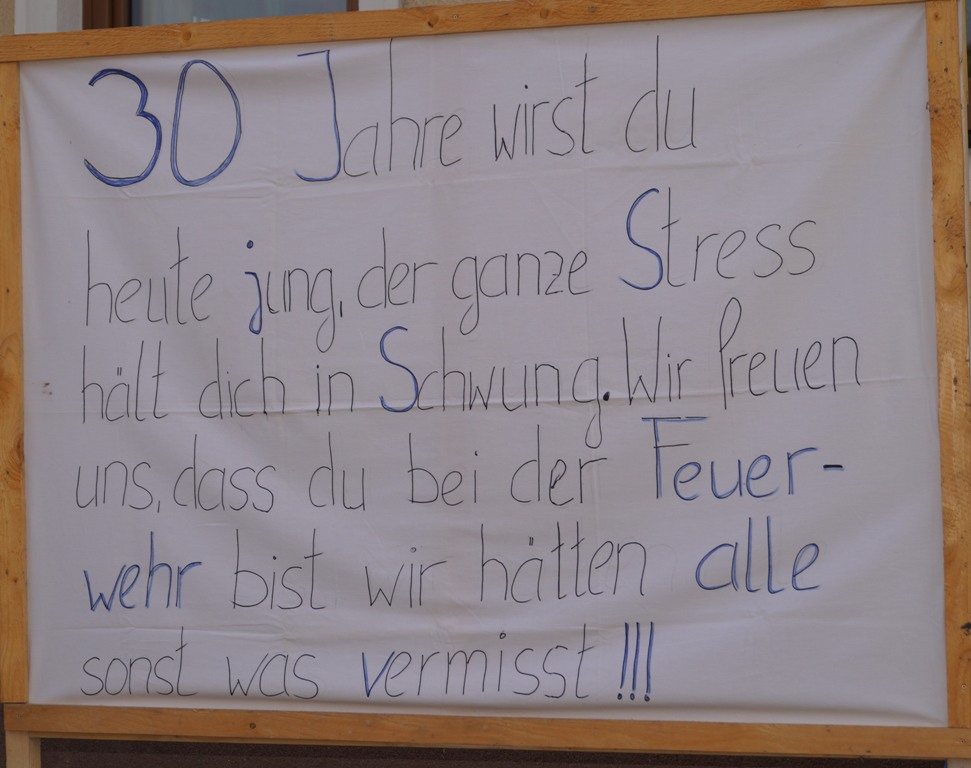 30 Jahre wirst du
heute jung, der ganze Stress
hält dich in Schwung. Wir freuen
uns, dass du bei der Feuer-
wehr bist wir hätten alle
sonst was vermisst !!!